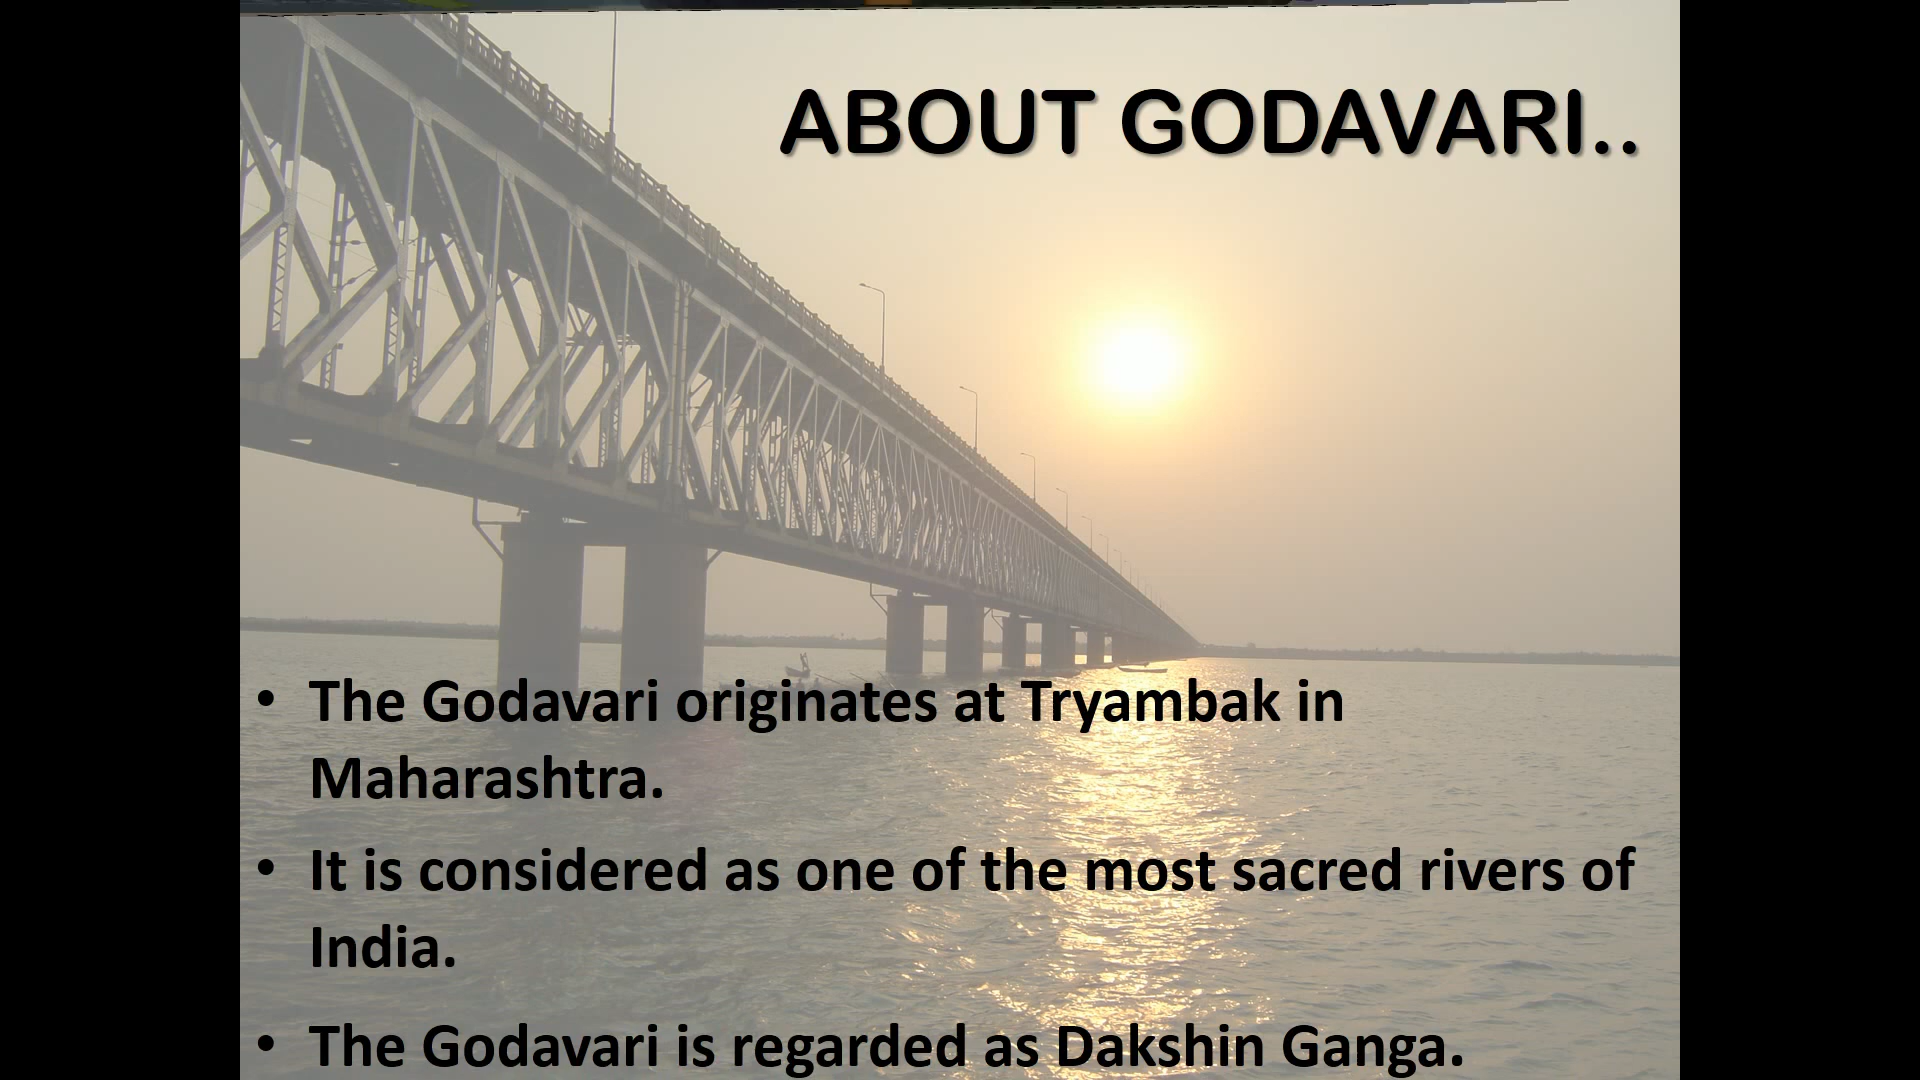 ABOUT GODAVARI..
• The Godavari originates at Tryambak in
Maharashtra.
• It is considered as one of the most sacred rivers of
India.
• The Godavari is regarded as Dakshin Ganga.